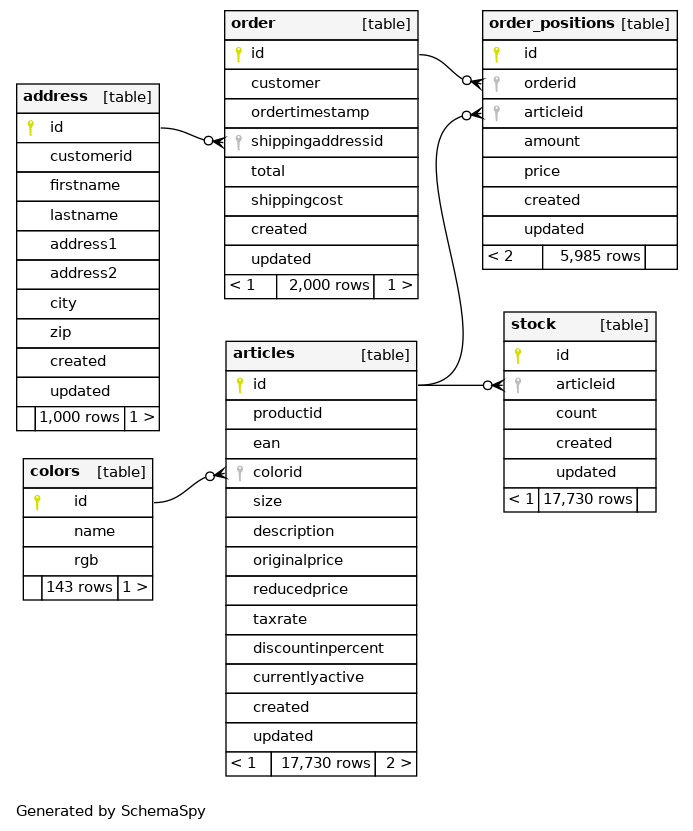 address [table]
id
customerid
firstname
lastname
address1
address2
city
zip
created
updated
1,000 rows 1 >
order [table]
id
customer
ordertimestamp
shippingaddressid
total
shippingcost
created
updated
< 1 2,000 rows 1 >
order_positions [table]
id
orderid
articleid
amount
price
created
updated
< 2 5,985 rows
colors [table]
id
name
rgb
143 rows 1 >
articles [table]
id
productid
ean
colorid
size
description
originalprice
reducedprice
taxrate
discountinpercent
currentlyactive
created
updated
< 1 17,730 rows 2 >
stock [table]
id
articleid
count
created
updated
< 1 17,730 rows
Generated by SchemaSpy